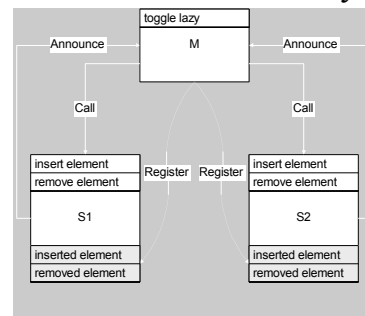 toggle lazy
Announce
M
Announce
Call
Call
insert element
remove element
Register
Register
insert element
remove element
S1
S2
inserted element
removed element
inserted element
removed element